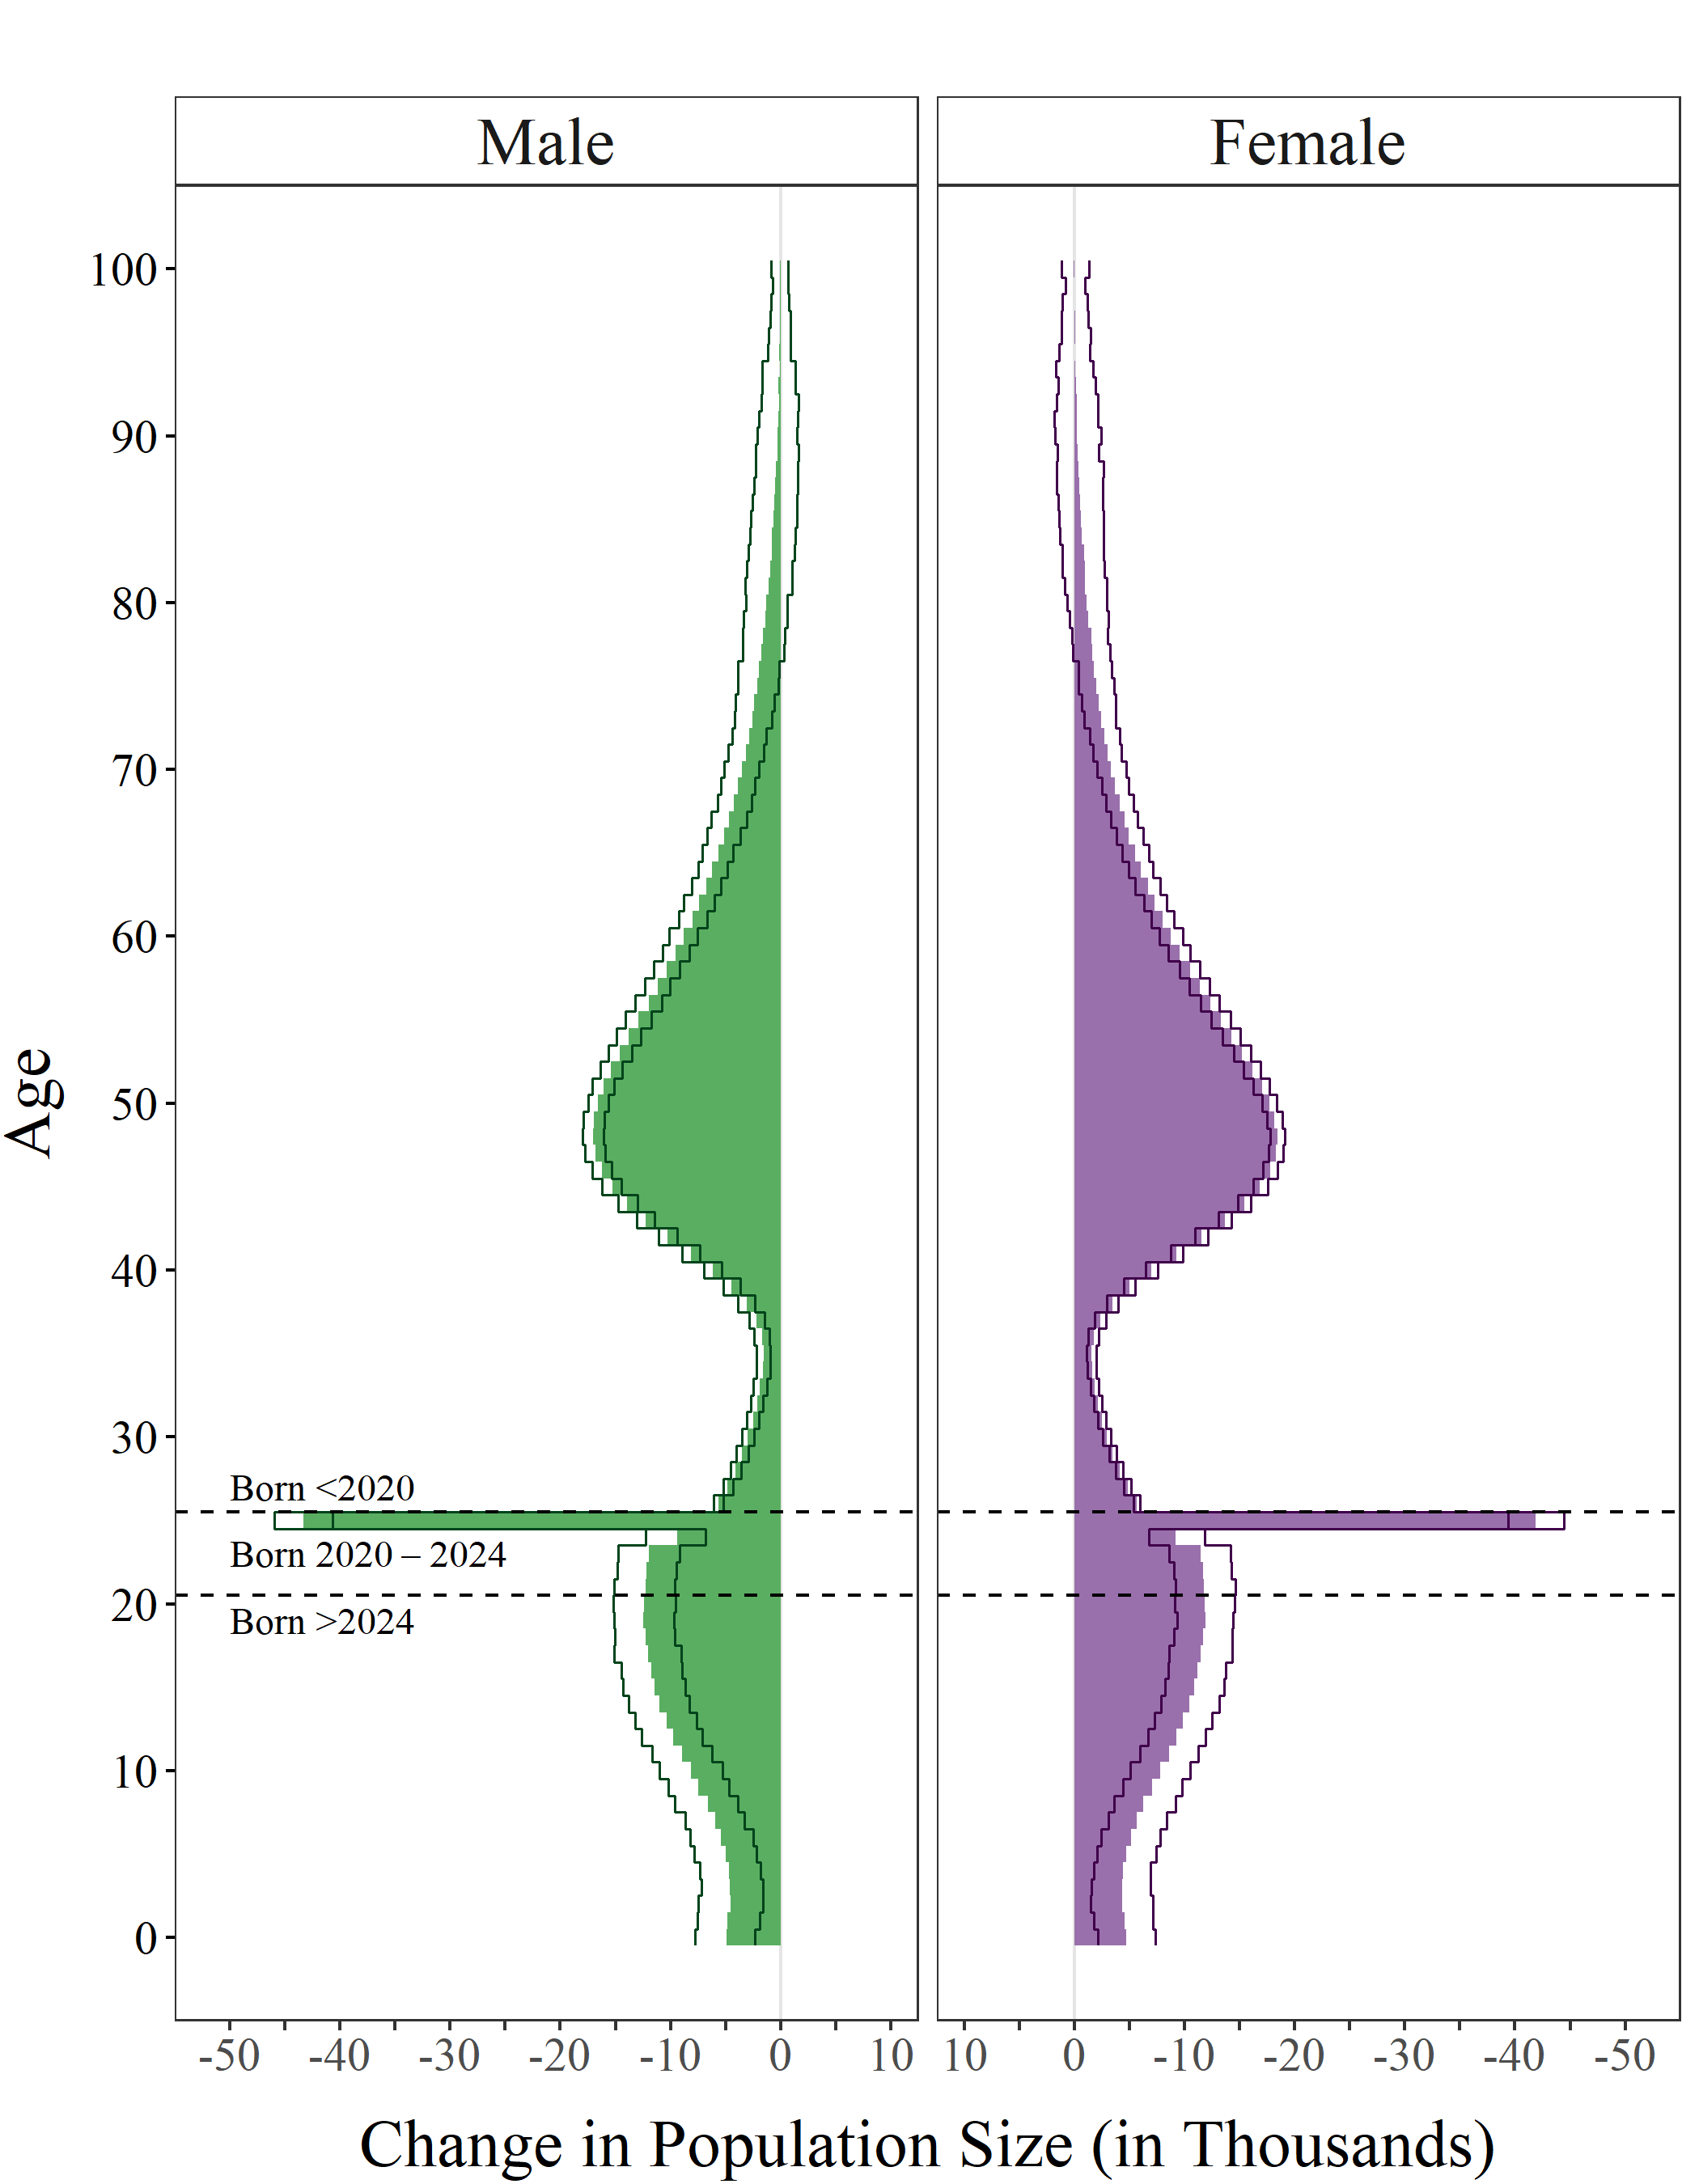 Male Female
100
90
80
70
60
50
40
30
20
10
0
Age
Born <2020
Born 2020 – 2024
Born >2024
-50 -40 -30 -20 -10 0 10 10 0 -10 -20 -30 -40 -50
Change in Population Size (in Thousands)